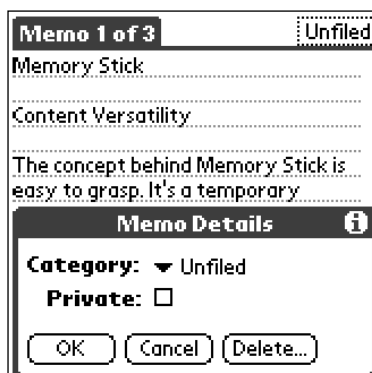 Memo 1 of 3 Unfiled
Memory Stick
Content Versatility
The concept behind Memory Stick is
easy to grasp. It's a temporary
Memo Details i
Category: Unfiled
Private:
OK Cancel Delete...